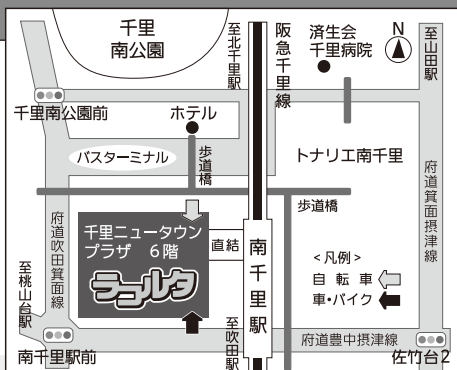 千里
南公園
至北千里駅
阪急千里線
済生会
千里病院
N
至山田駅
千里南公園前
ホテル
バスターミナル
歩道橋
トナリエ南千里
府道箕面摂津線
歩道橋
府道吹田箕面線
千里ニュータウン
プラザ 6階
ラコルタ
直結
南千里駅
<凡例>
自転車
車・バイク
至桃山台駅
至吹田駅
府道豊中摂津線
南千里駅前
佐竹台2